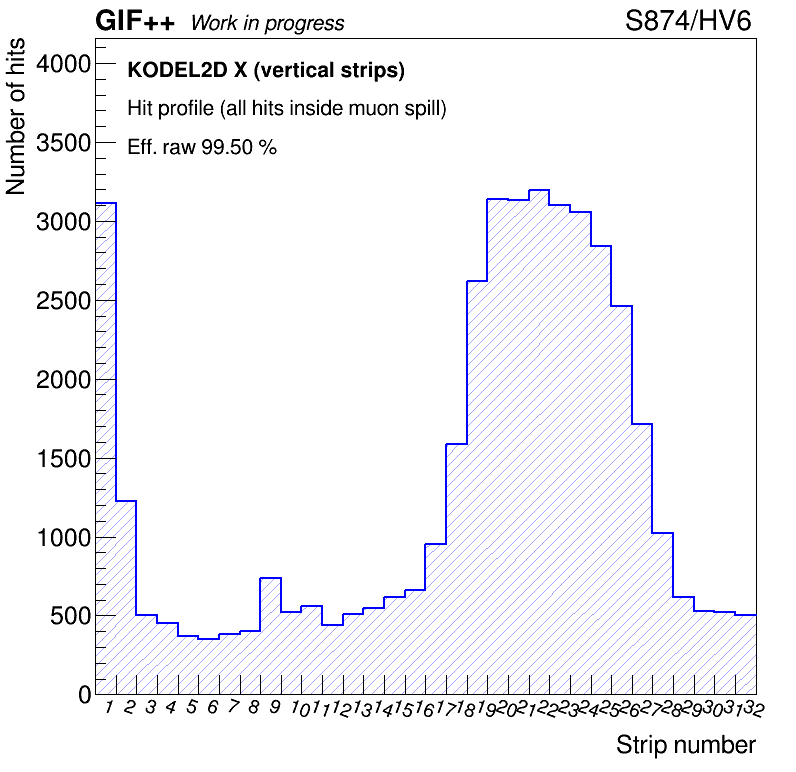 GIF++ Work in progress S874/HV6
Number of hits
KODEL2D X (vertical strips)
Hit profile (all hits inside muon spill)
Eff. raw 99.50 %
4000
3500
3000
2500
2000
1500
1000
500
0
1 2 3 4 5 6 7 8 9 10 11 12 13 14 15 16 17 18 19 20 21 22 23 24 25 26 27 28 29 30 31 32
Strip number